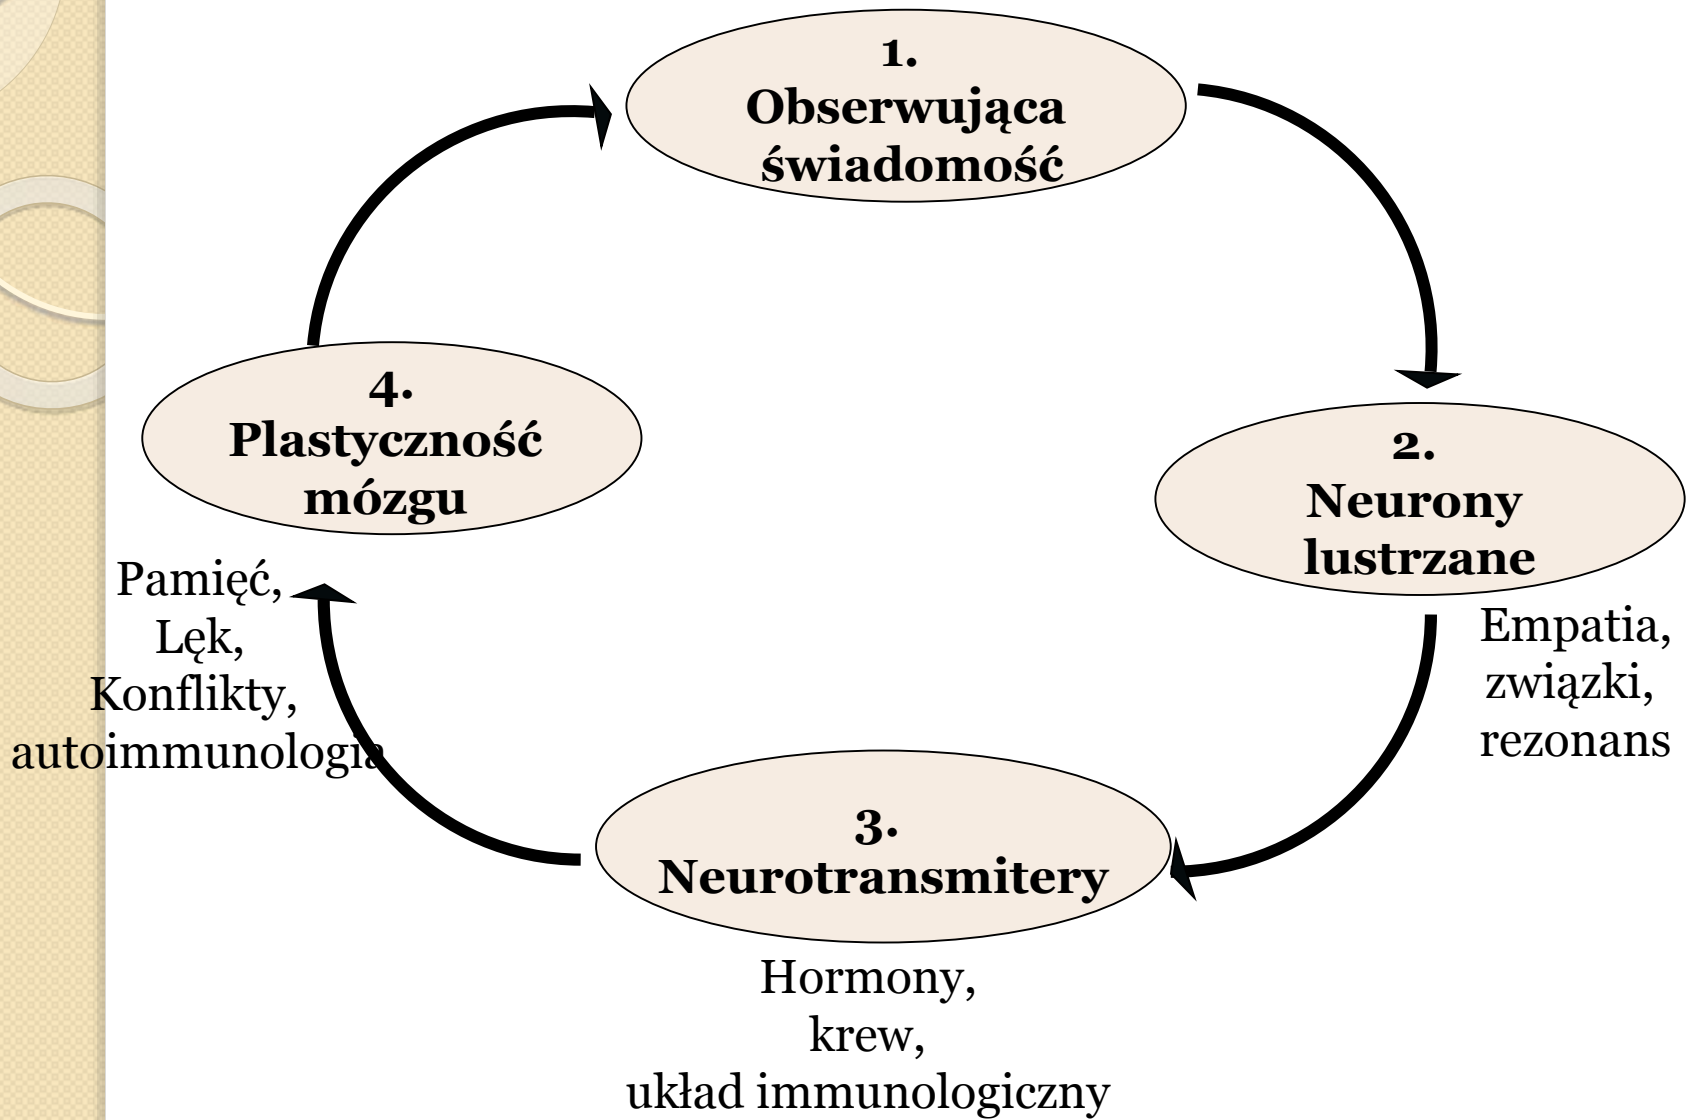 1.
Obserwująca
świadomość
2.
Neurony
lustrzane
Empatia,
związki,
rezonans
3.
Neurotransmitery
Hormony,
krew,
układ immunologiczny
4.
Plastyczność
mózgu
Pamięć,
Lęk,
Konflikty,
autoimmunologia